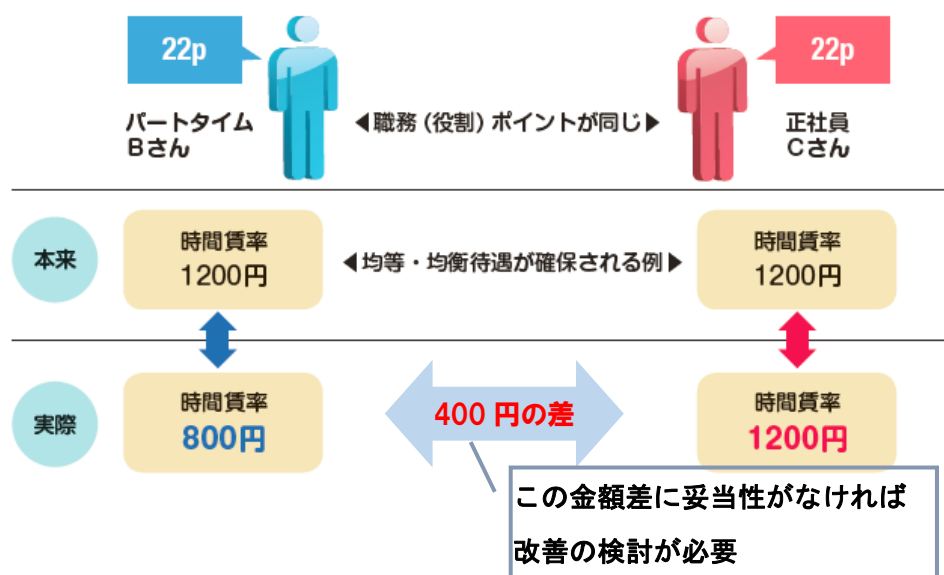 22p
22p
パートタイム
Bさん
◀職務(役割)ポイントが同じ▶
正社員
Cさん
本来
時間賃率
1200円
◀均等・均衡待遇が確保される例▶
時間賃率
1200円
実際
時間賃率
800円
400円の差
時間賃率
1200円
この金額差に妥当性がなければ
改善の検討が必要